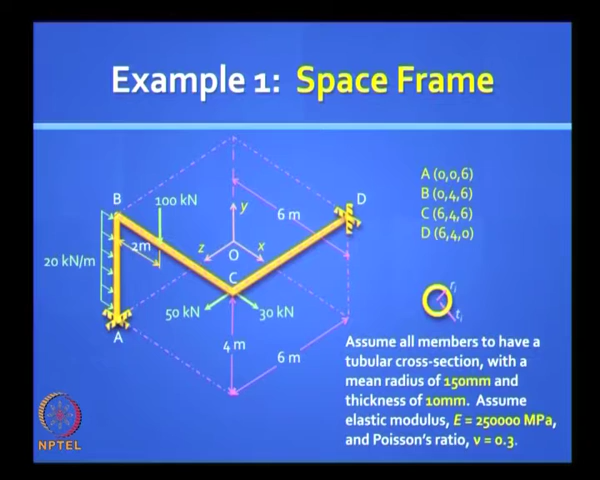 Example 1: Space Frame
B
100 kN
2m
20 kN/m
A
y
z
O
x
6 m
D
C
50 kN
30 kN
4 m
6 m
A (0,0,6)
B (0,4,6)
C (6,4,6)
D (6,4,0)
ri
ti
Assume all members to have a
tubular cross-section, with a
mean radius of 150mm and
thickness of 10mm. Assume
elastic modulus, E = 250000 MPa,
and Poisson's ratio, ν = 0.3.
NPTEL